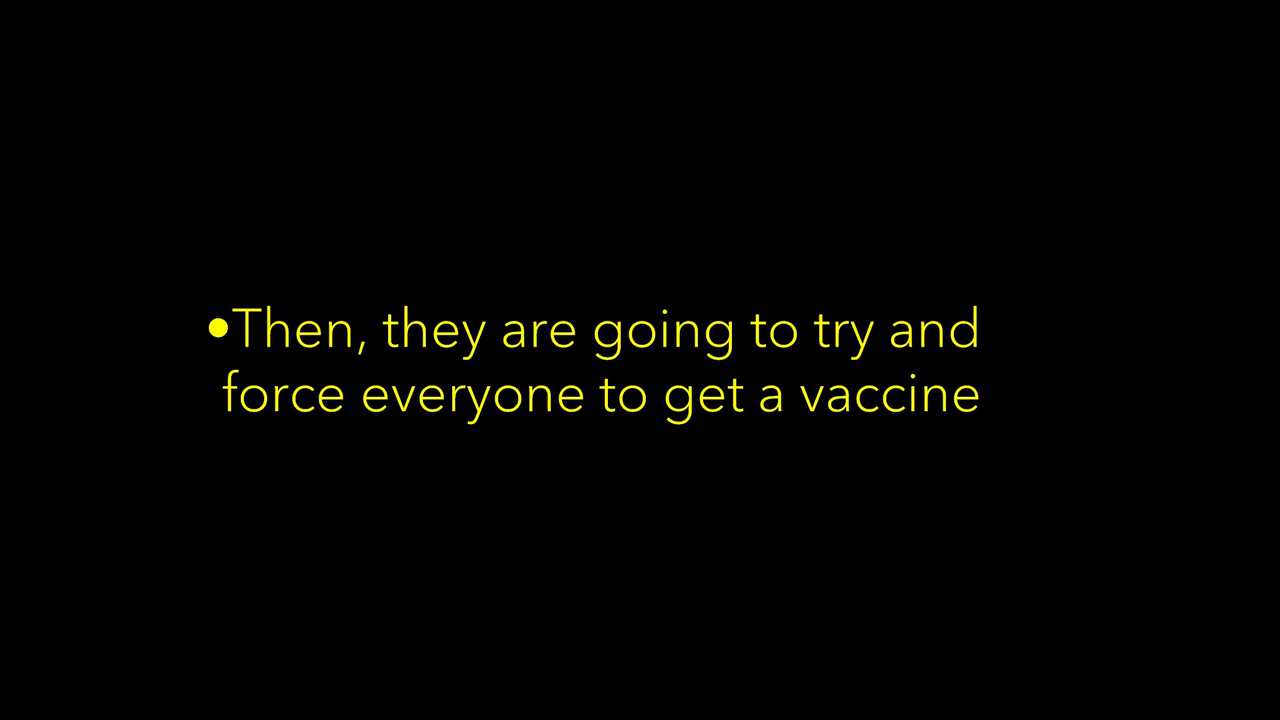 •Then, they are going to try and
force everyone to get a vaccine